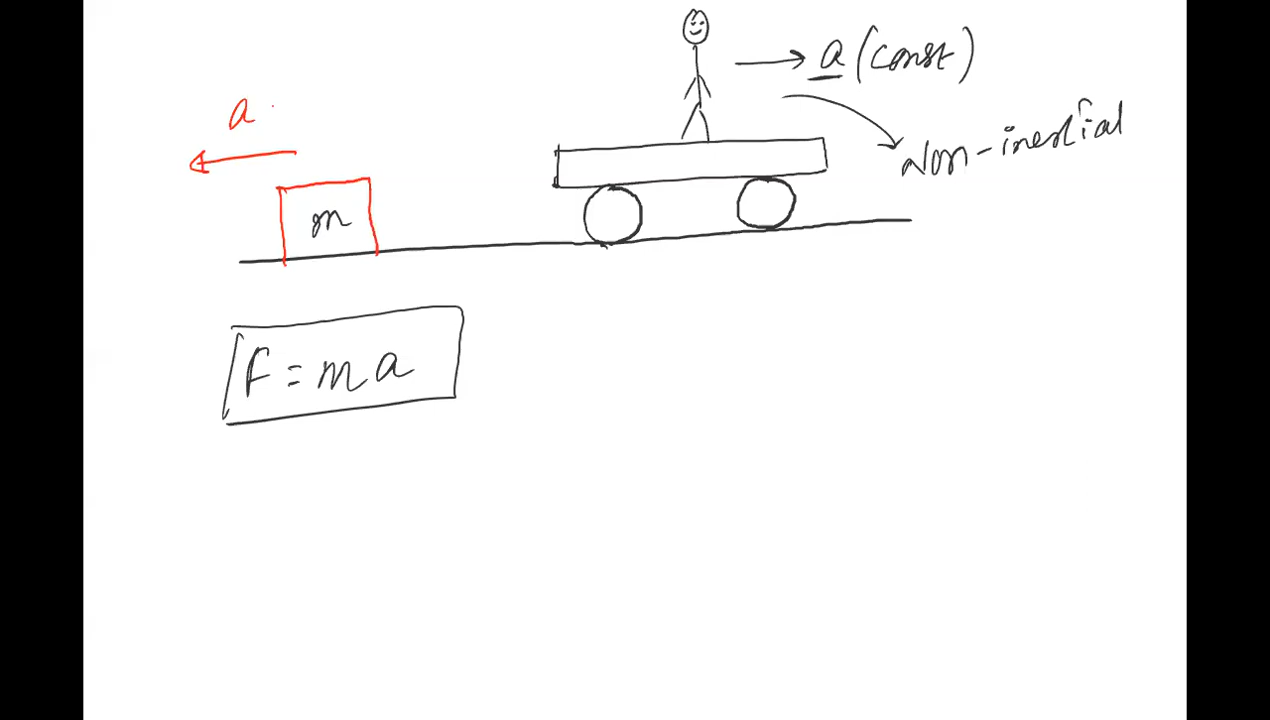 a (const)
a
Non-inertial
m
F = ma